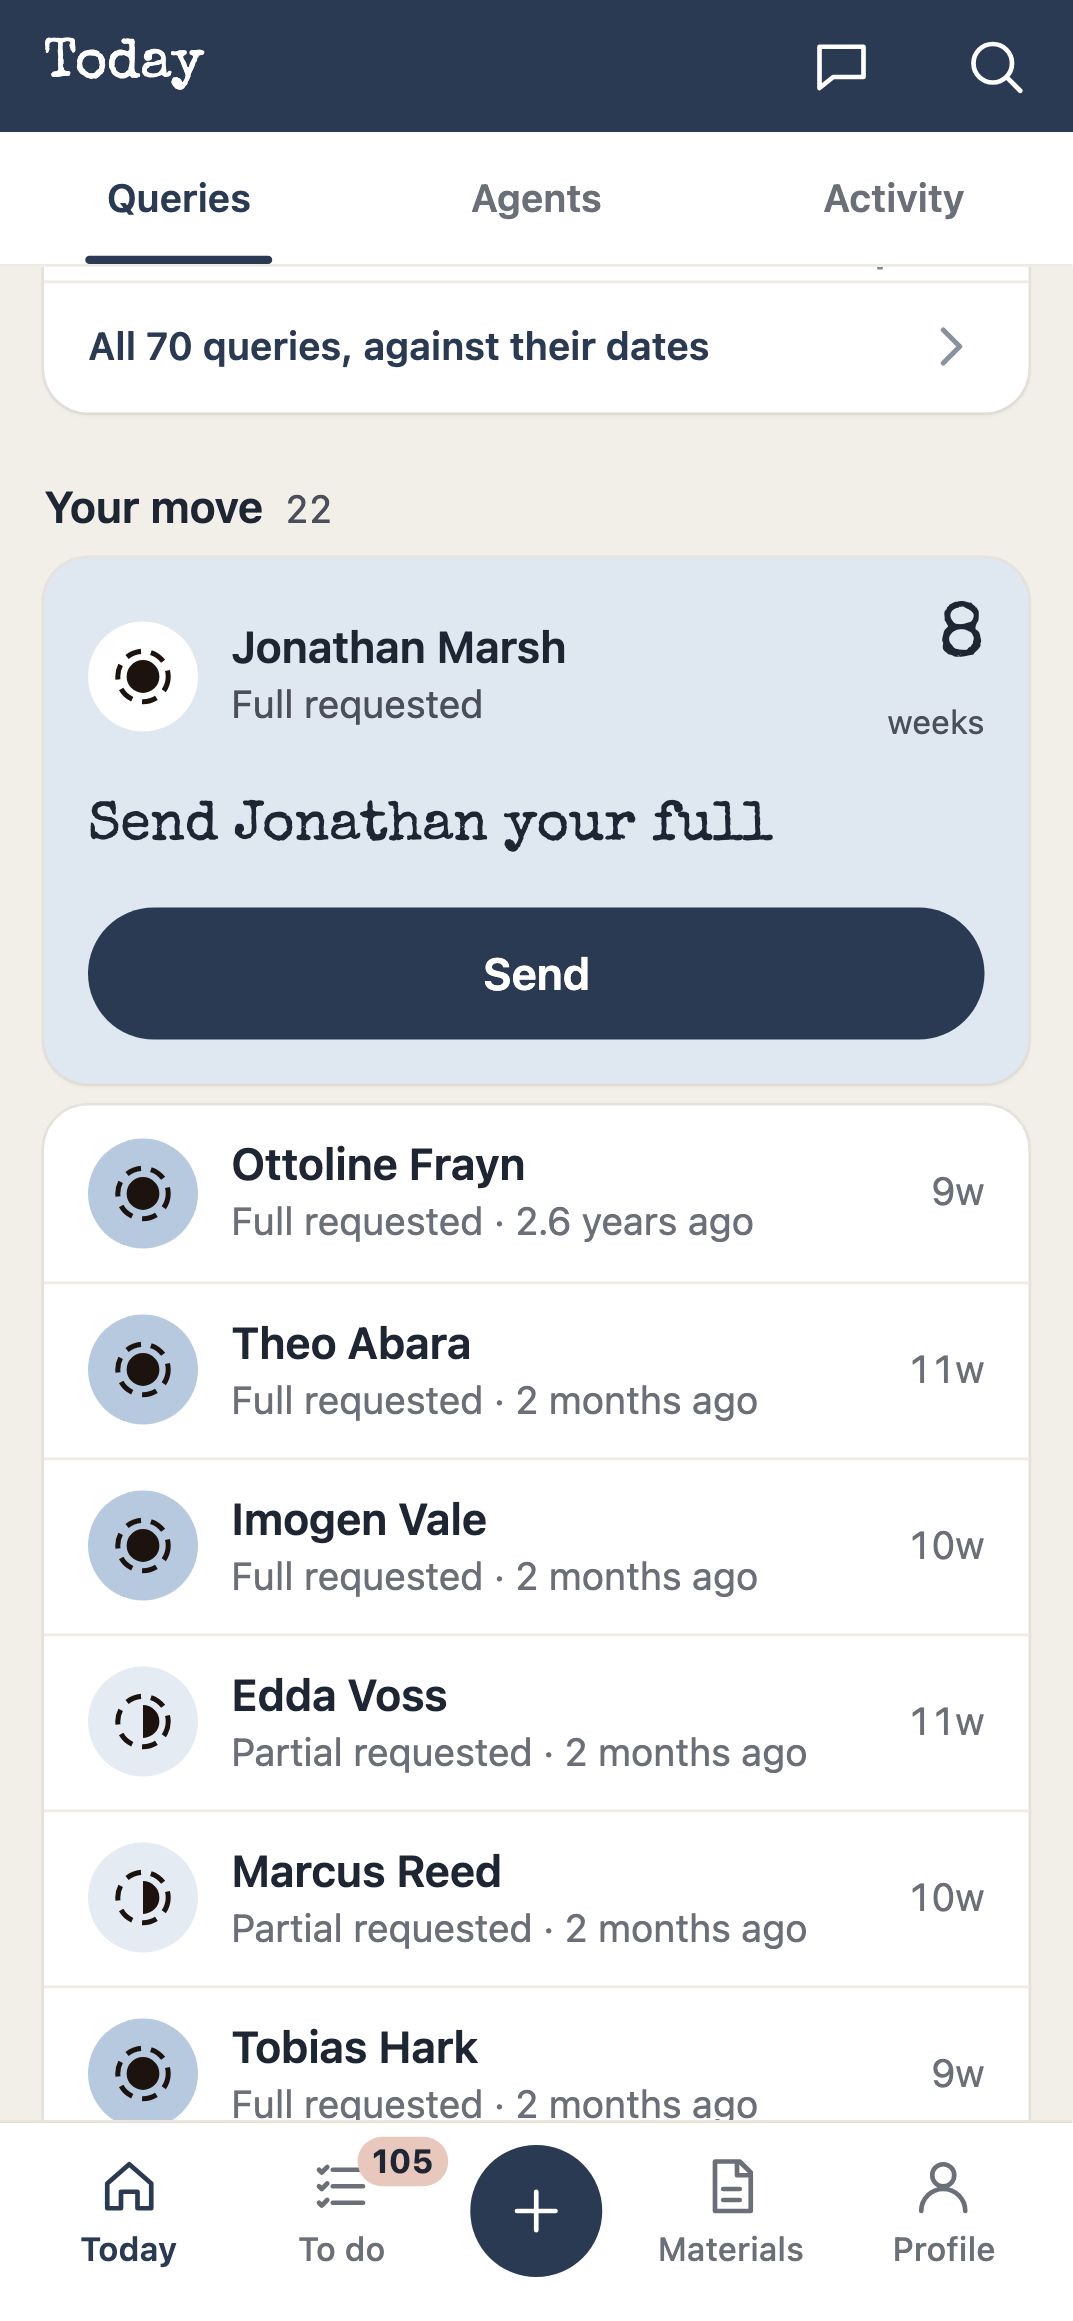 Today
Queries
Agents
Activity
All 70 queries, against their dates
Your move 22
Jonathan Marsh
Full requested
8
weeks
Send Jonathan your full
Send
Ottoline Frayn
Full requested · 2.6 years ago
9w
Theo Abara
Full requested · 2 months ago
11w
Imogen Vale
Full requested · 2 months ago
10w
Edda Voss
Partial requested · 2 months ago
11w
Marcus Reed
Partial requested · 2 months ago
10w
Tobias Hark
Full requested · 2 months ago
9w
105
Today
To do
Materials
Profile